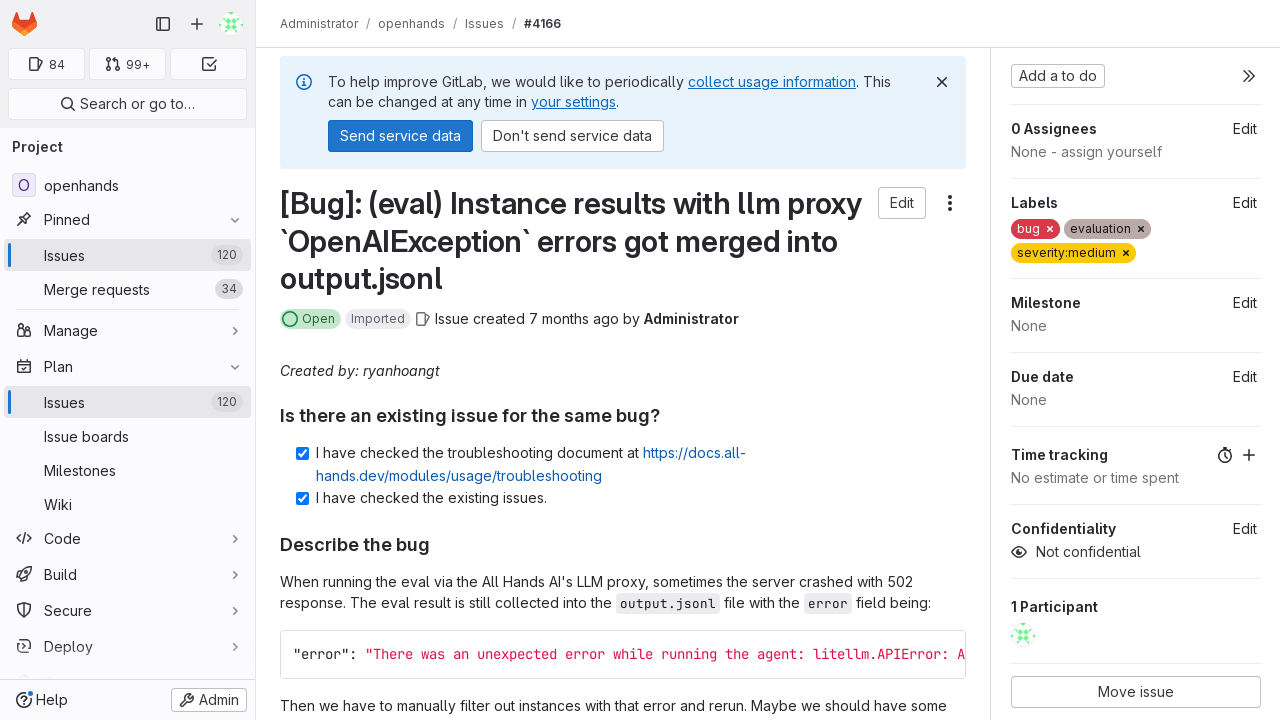 84
99+
Search or go to…
Project
O openhands
Pinned
Issues 120
Merge requests 34
Manage
Plan
Issues 120
Issue boards
Milestones
Wiki
Code
Build
Secure
Deploy
Help
Admin
Administrator / openhands / Issues / #4166
To help improve GitLab, we would like to periodically collect usage information. This
can be changed at any time in your settings.
Send service data
Don't send service data
[Bug]: (eval) Instance results with llm proxy
`OpenAIException` errors got merged into
output.jsonl
Edit
Open Imported Issue created 7 months ago by Administrator
Created by: ryanhoangt
Is there an existing issue for the same bug?
I have checked the troubleshooting document at https://docs.all-
hands.dev/modules/usage/troubleshooting
I have checked the existing issues.
Describe the bug
When running the eval via the All Hands AI's LLM proxy, sometimes the server crashed with 502
response. The eval result is still collected into the output.jsonl file with the error field being:
"error": "There was an unexpected error while running the agent: litellm.APIError: A
Then we have to manually filter out instances with that error and rerun. Maybe we should have some
Add a to do
0 Assignees Edit
None - assign yourself
Labels Edit
bug × evaluation ×
severity:medium ×
Milestone Edit
None
Due date Edit
None
Time tracking
No estimate or time spent
Confidentiality Edit
Not confidential
1 Participant
Move issue